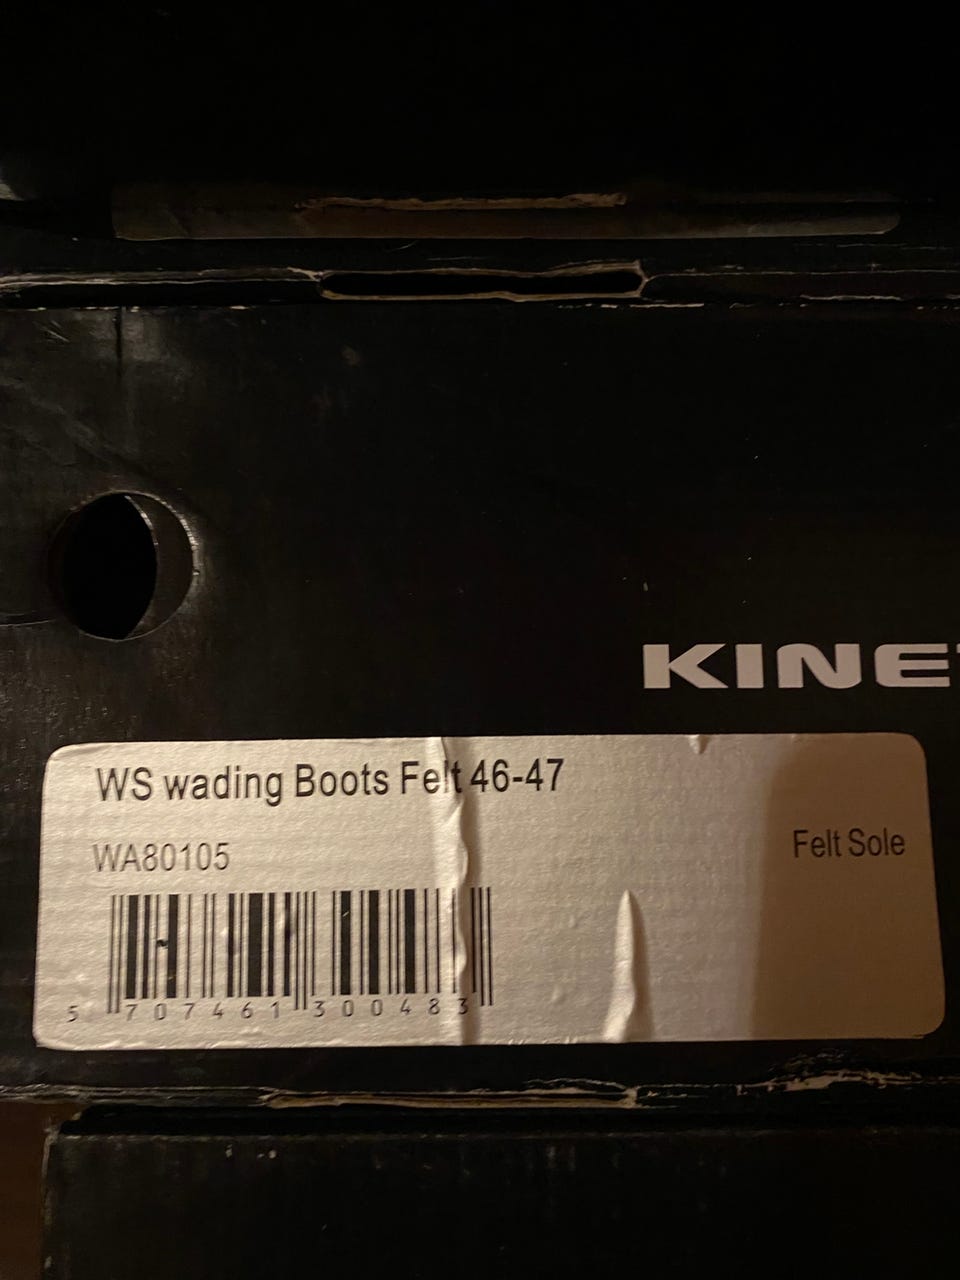 KINE
WS wading Boots Felt 46-47
WA80105
Felt Sole
5 707461 300483